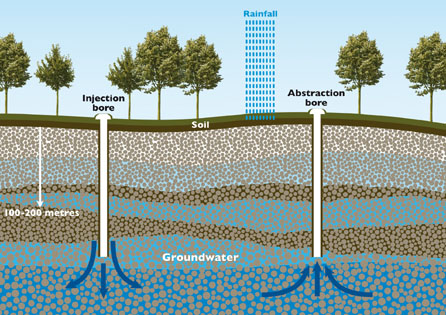 Rainfall
Injection
bore
Abstraction
bore
Soil
100-200 metres
Groundwater